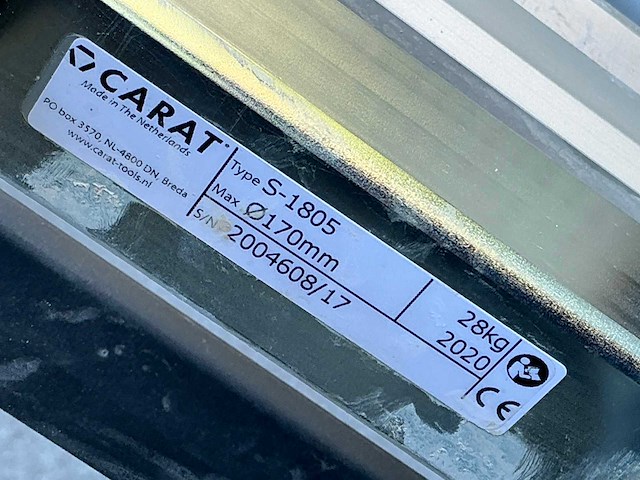 CARAT
Made in The Netherlands
PO box 3570, NL-4800 DN, Breda
www.carat-tools.nl
Type S-1805
Max Ø170mm
28kg
S/N 2004608/17
2020
CE